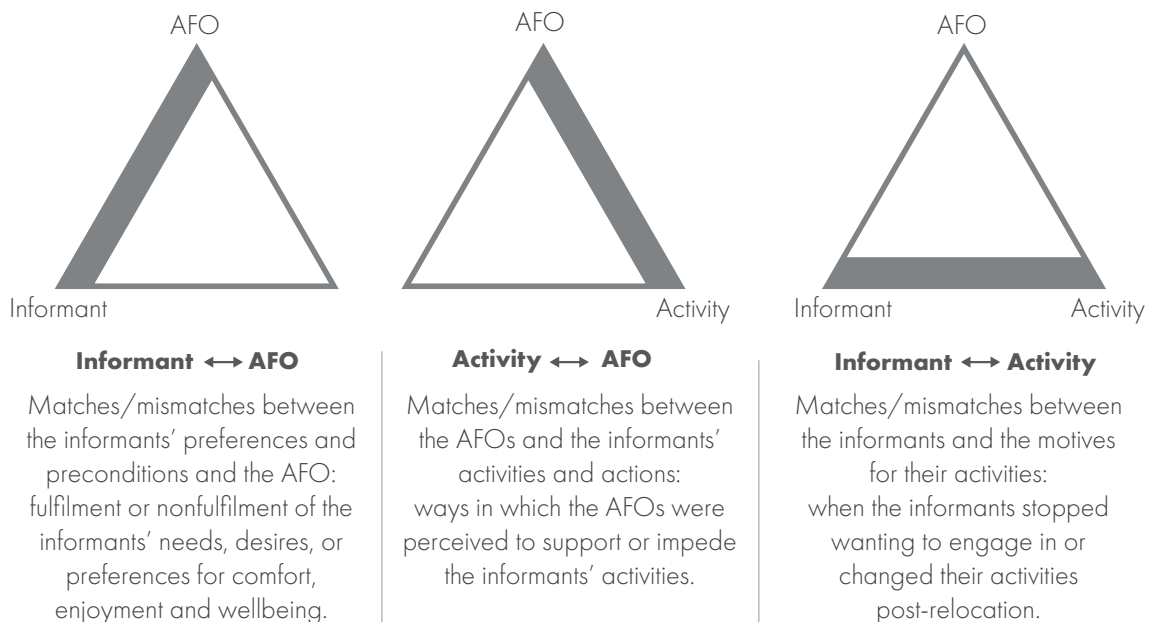 AFO
Informant
Informant ↔ AFO
Matches/mismatches between
the informants' preferences and
preconditions and the AFO:
fulfilment or nonfulfilment of the
informants' needs, desires, or
preferences for comfort,
enjoyment and wellbeing.
AFO
Activity
Activity ↔ AFO
Matches/mismatches between
the AFOs and the informants'
activities and actions:
ways in which the AFOs were
perceived to support or impede
the informants' activities.
AFO
Informant
Activity
Informant ↔ Activity
Matches/mismatches between
the informants and the motives
for their activities:
when the informants stopped
wanting to engage in or
changed their activities
post-relocation.